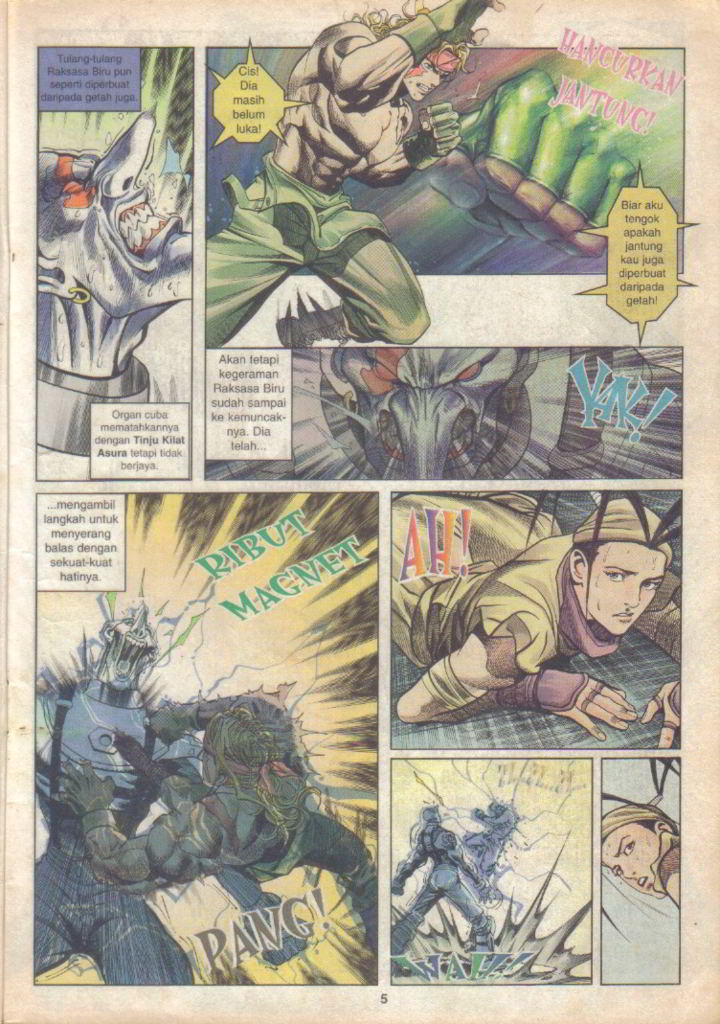 Tulang-tulang
Raksasa Biru pun
seperti diperbuat
daripada getah juga.
Organ cuba
mematahkannya
dengan Tinju Kilat
Asura tetapi tidak
berjaya.
Cis!
Dia
masih
belum
luka!
HANCURKAN
JANTUNG!
Biar aku
tengok
apakah
jantung
kau juga
diperbuat
daripada
getah!
Akan tetapi
kegeraman
Raksasa Biru
sudah sampai
ke kemuncak-
nya. Dia
telah...
YAK!
...mengambil
langkah untuk
menyerang
balas dengan
sekuat-kuat
hatinya.
RIBUT
MAGNET
PANG!
AH!
5